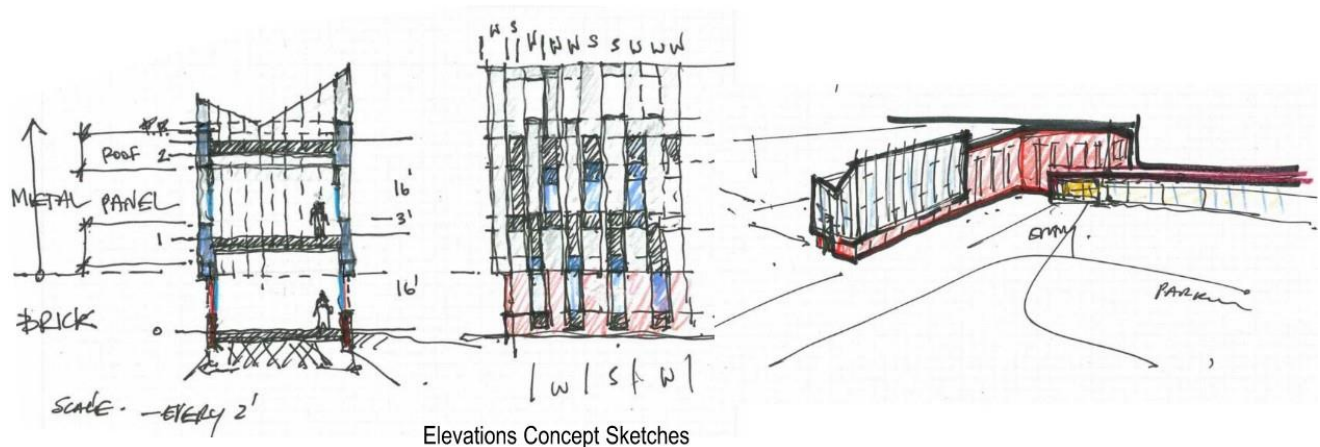 ROOF 2
METAL PANEL
1
BRICK
0
16'
3'
16'
SCALE. - EVERY 2'
W S W W W S S W W W
W S W
ENTRY.
PARKING
Elevations Concept Sketches